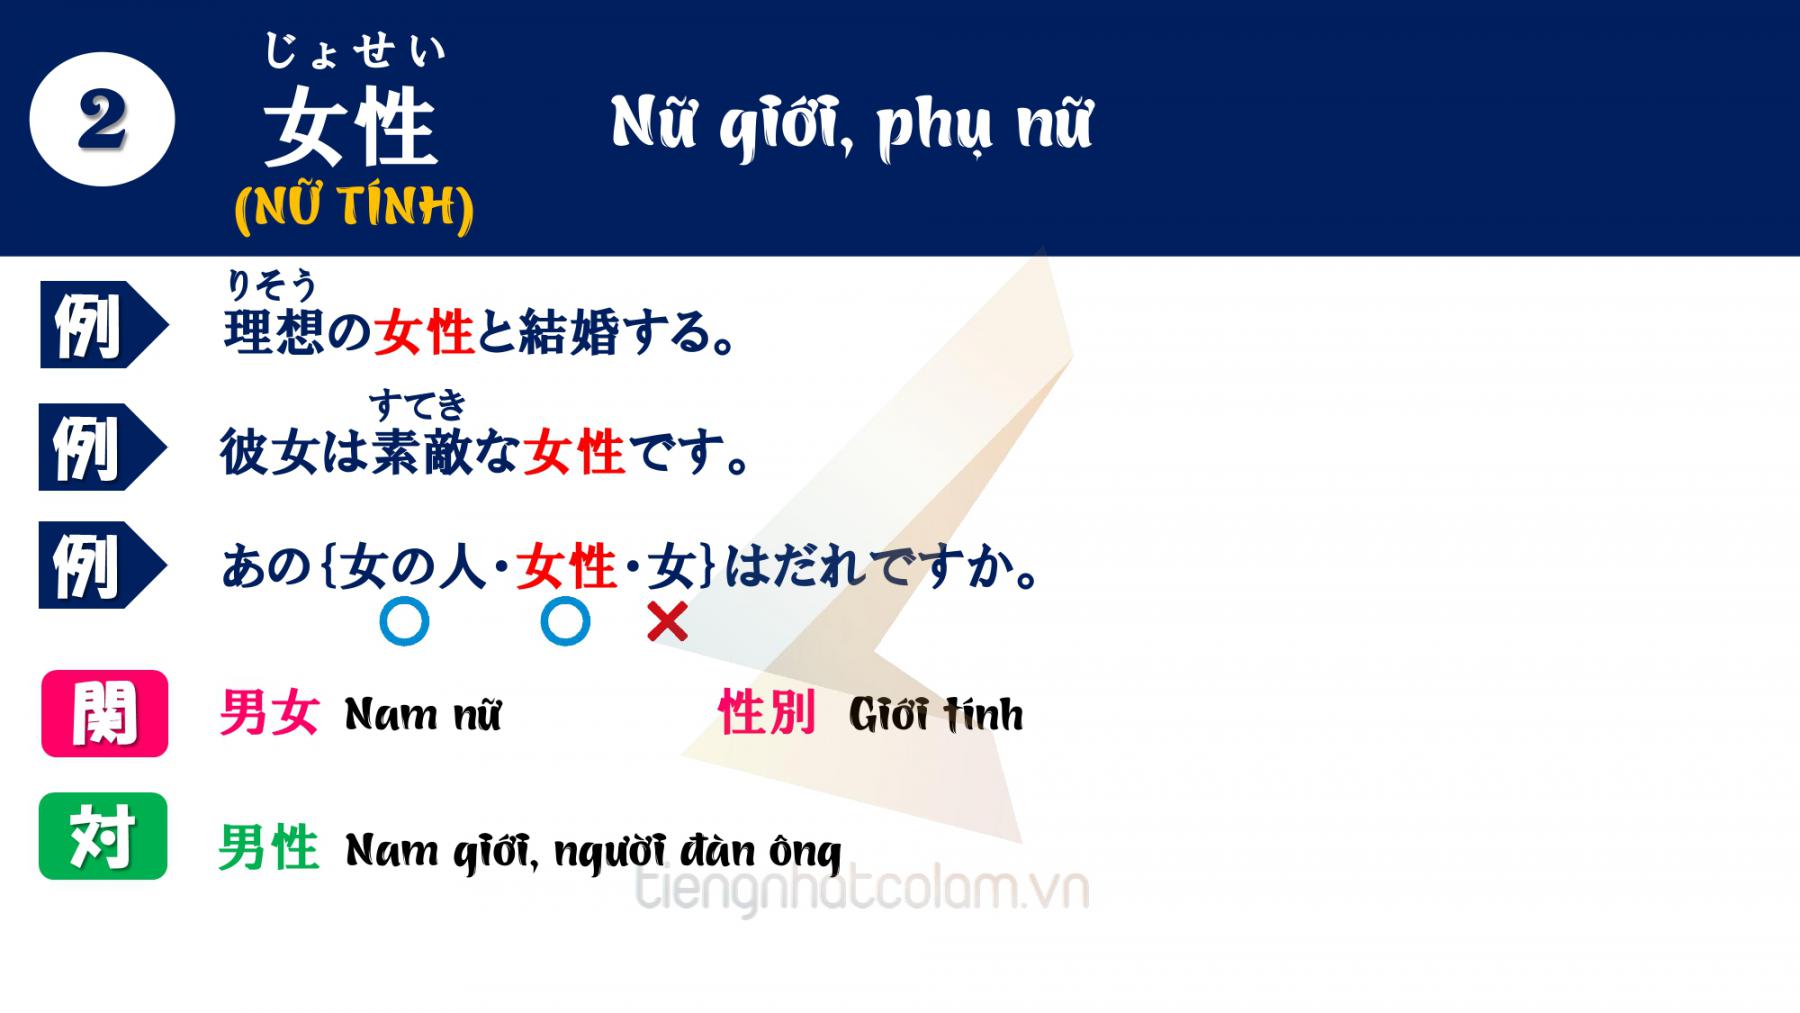 2
じょせい
女性
(NỮ TÍNH)
Nữ giới, phụ nữ
例
りそう
理想の女性と結婚する。
例
すてき
彼女は素敵な女性です。
例
あの{女の人・女性・女}はだれですか。
関
男女 Nam nữ
性別 Giới tính
対
男性 Nam giới, người đàn ông
tiengnhatcolam.vn